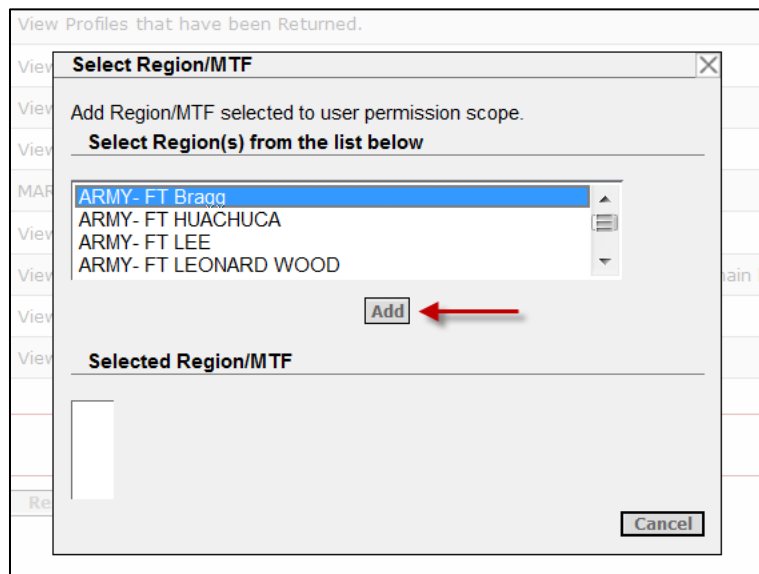 View Profiles that have been Returned.
View
Select Region/MTF
View
Add Region/MTF selected to user permission scope.
View
Select Region(s) from the list below
MAR
ARMY- FT Bragg
ARMY- FT HUACHUCA
View
ARMY- FT LEE
ARMY- FT LEONARD WOOD
View
ain
View
Add
View
Selected Region/MTF
Re
Cancel